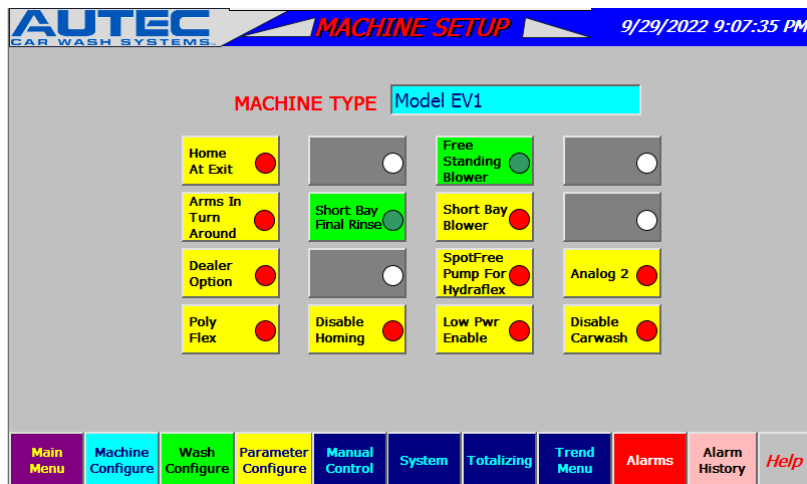 AUTEC
CAR WASH SYSTEMS
MACHINE SETUP
9/29/2022 9:07:35 PM
MACHINE TYPE Model EV1
Home
At Exit
Free
Standing
Blower
Arms In
Turn
Around
Short Bay
Final Rinse
Short Bay
Blower
Dealer
Option
SpotFree
Pump For
Hydraflex
Analog 2
Poly
Flex
Disable
Homing
Low Pwr
Enable
Disable
Carwash
Main
Menu
Machine
Configure
Wash
Configure
Parameter
Configure
Manual
Control
System
Totalizing
Trend
Menu
Alarms
Alarm
History
Help